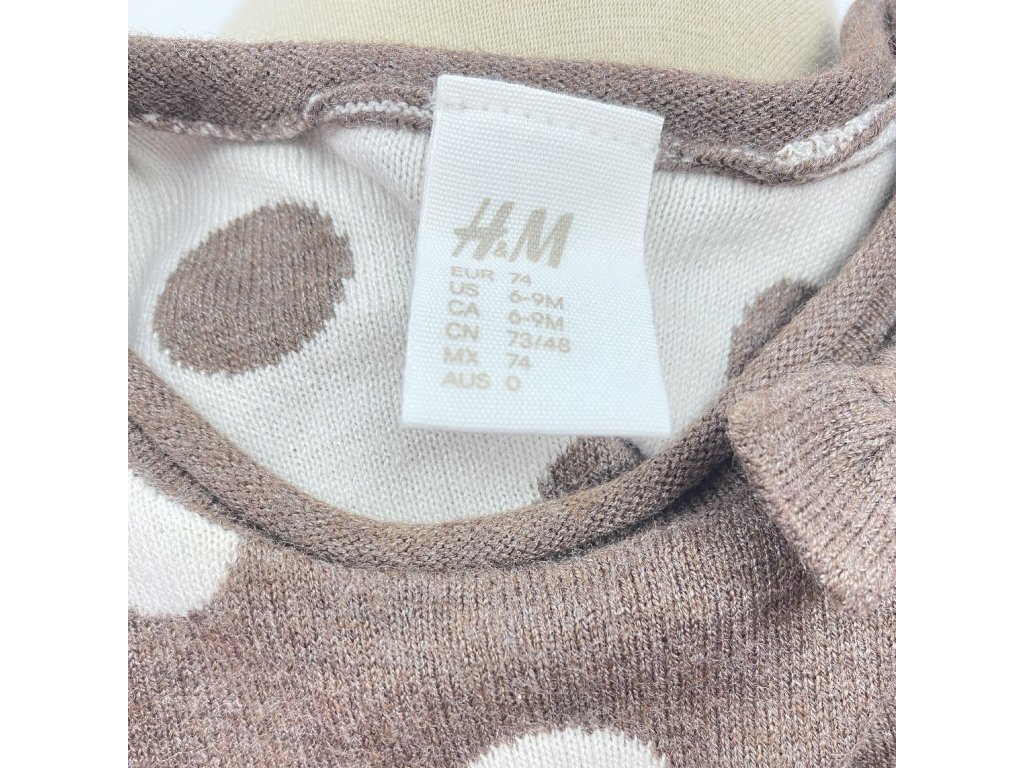 H&M
EUR 74
US 6-9M
CA 6-9M
CN 73/48
MX 74
AUS 0